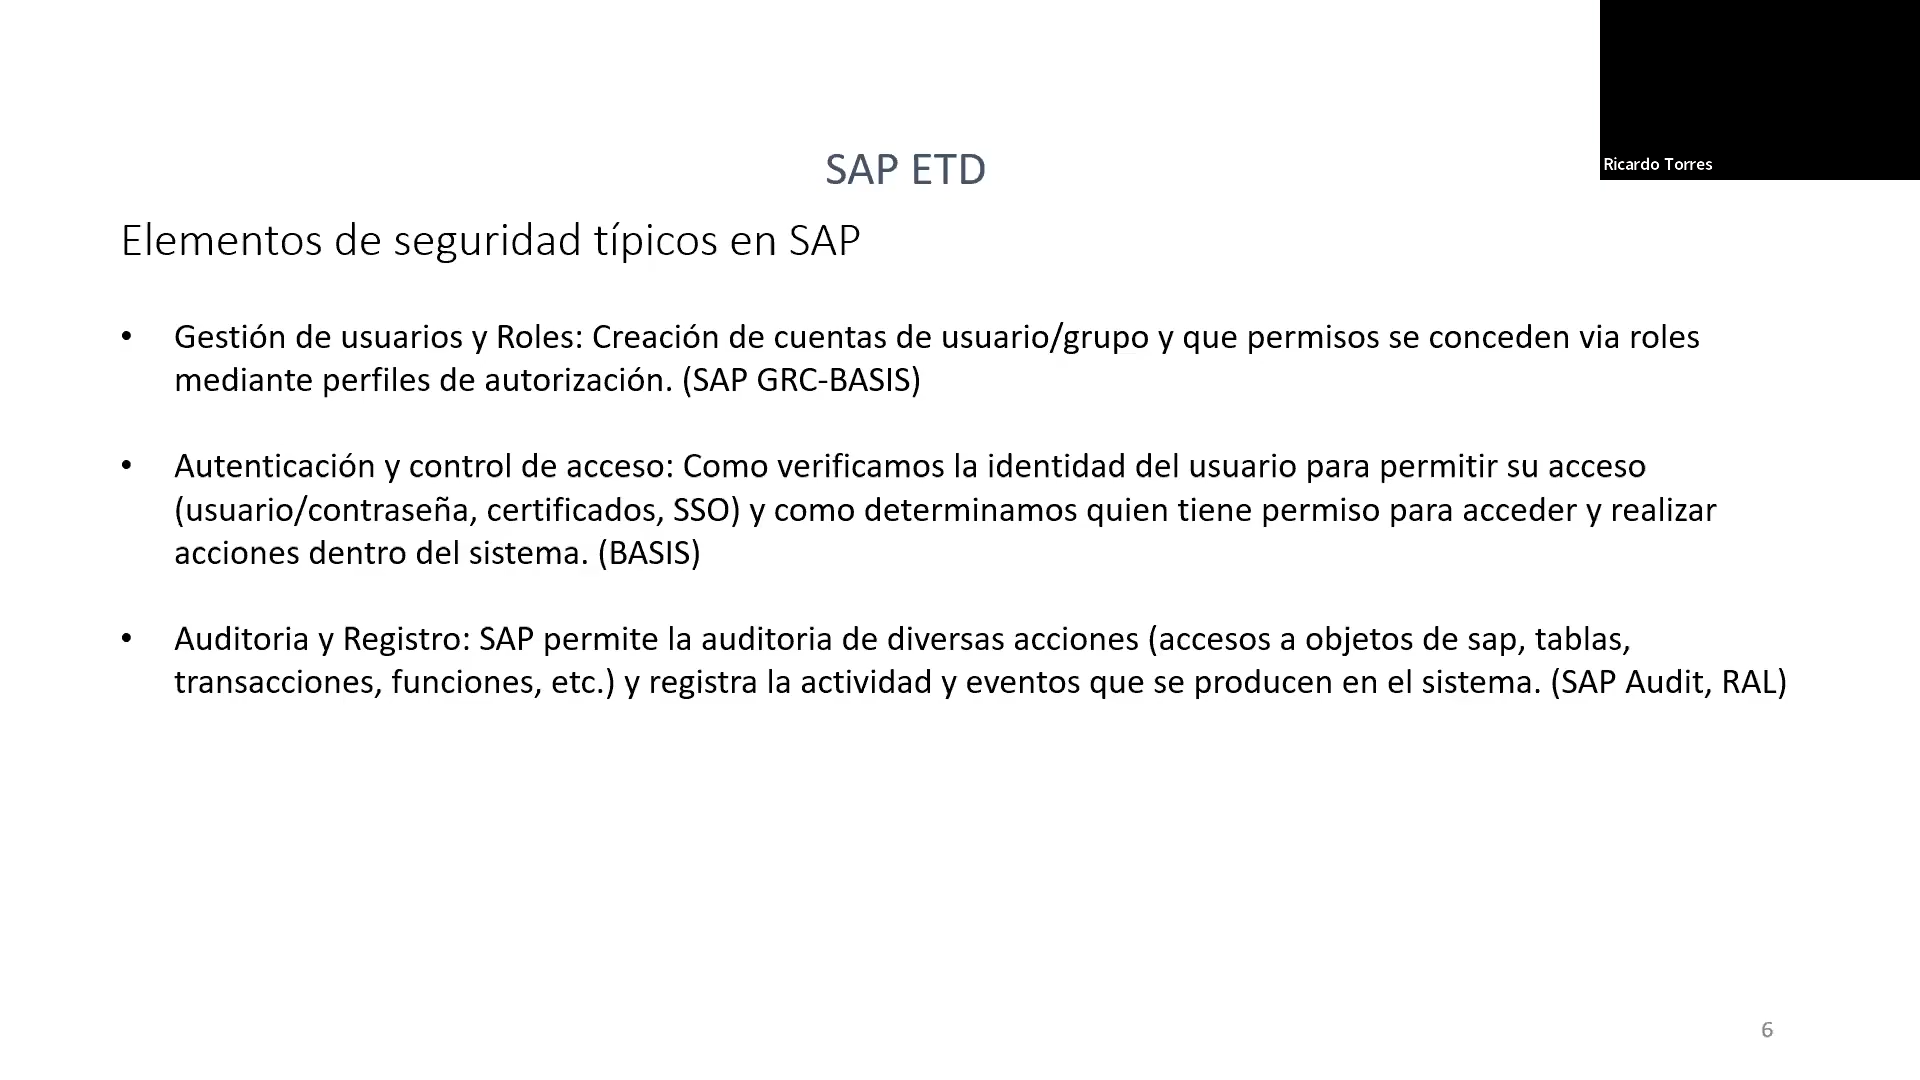 Ricardo Torres
SAP ETD
Elementos de seguridad típicos en SAP
• Gestión de usuarios y Roles: Creación de cuentas de usuario/grupo y que permisos se conceden via roles
mediante perfiles de autorización. (SAP GRC-BASIS)
• Autenticación y control de acceso: Como verificamos la identidad del usuario para permitir su acceso
(usuario/contraseña, certificados, SSO) y como determinamos quien tiene permiso para acceder y realizar
acciones dentro del sistema. (BASIS)
• Auditoria y Registro: SAP permite la auditoria de diversas acciones (accesos a objetos de sap, tablas,
transacciones, funciones, etc.) y registra la actividad y eventos que se producen en el sistema. (SAP Audit, RAL)
6